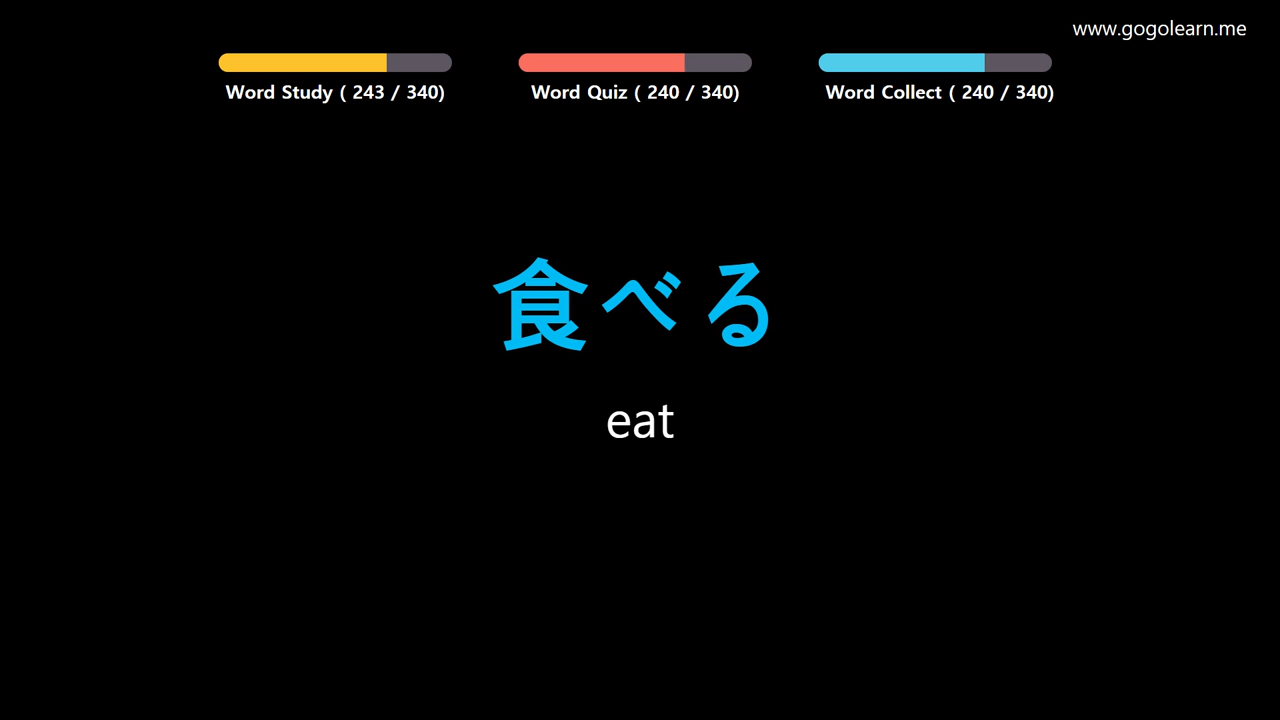 www.gogolearn.me
Word Study ( 243 / 340)
Word Quiz ( 240 / 340)
Word Collect ( 240 / 340)
食べる
eat